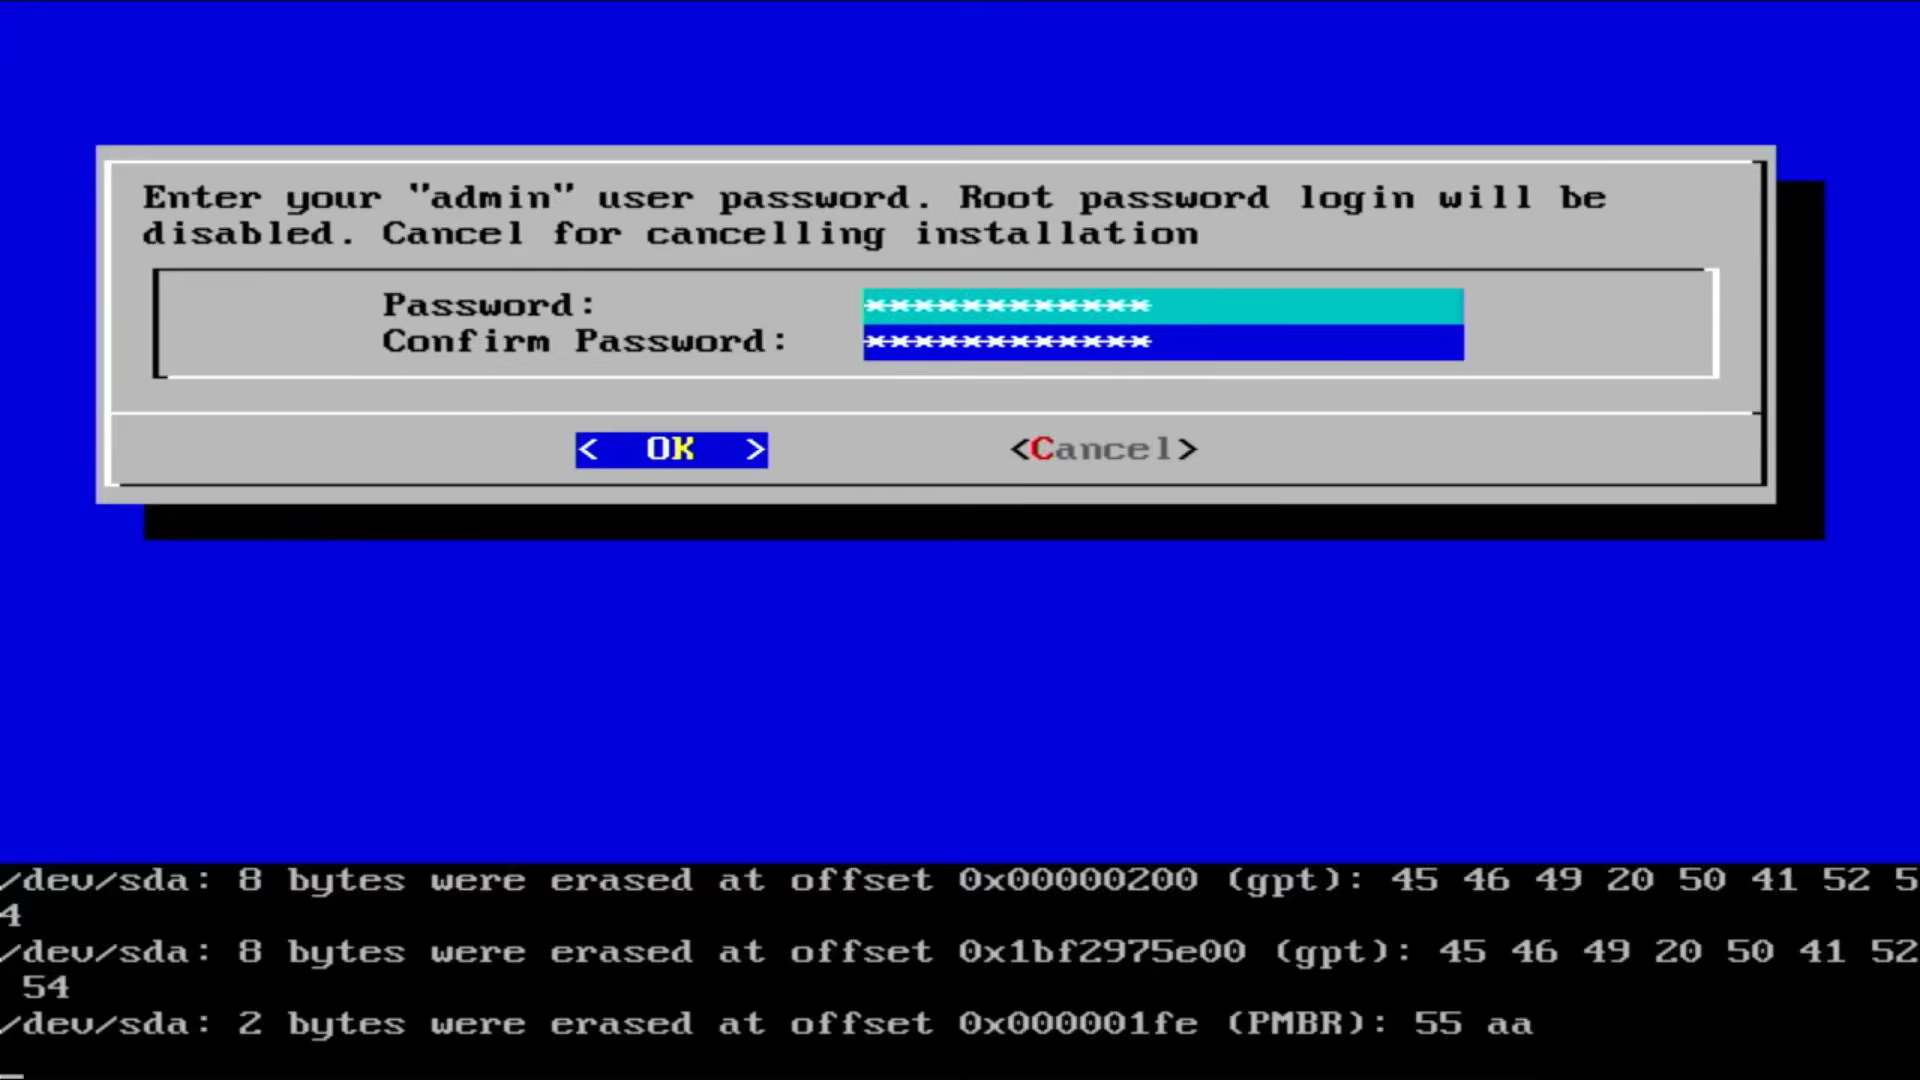 Enter your "admin" user password. Root password login will be
disabled. Cancel for cancelling installation
Password: ************
Confirm Password: ************
< OK > <Cancel>
/dev/sda: 8 bytes were erased at offset 0x00000200 (gpt): 45 46 49 20 50 41 52 5
4
/dev/sda: 8 bytes were erased at offset 0x1bf2975e00 (gpt): 45 46 49 20 50 41 52
54
/dev/sda: 2 bytes were erased at offset 0x000001fe (PMBR): 55 aa
_